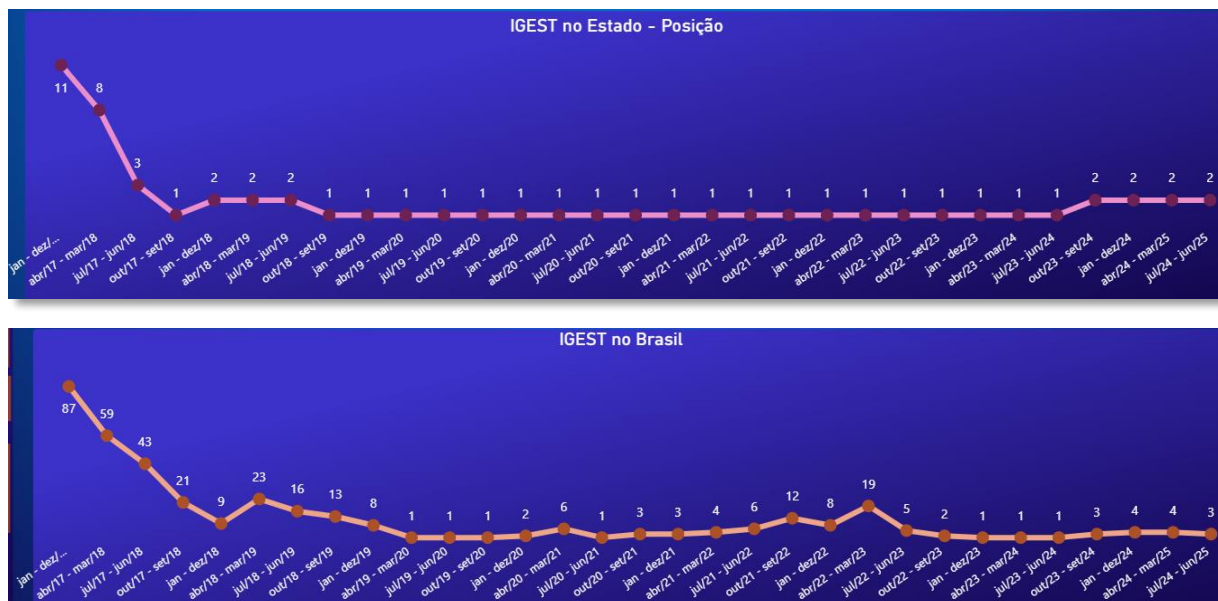 IGEST no Estado - Posição
11 8 3 1 2 2 2 1 1 1 1 1 1 1 1 1 1 1 1 1 1 1 1 1 1 1 1 2 2 2 2
jan - dez/... abr/17 - mar/18 jul/17 - jun/18 out/17 - set/18 jan - dez/18 abr/18 - mar/19 jul/18 - jun/19 out/18 - set/19 jan - dez/19 abr/19 - mar/20 jul/19 - jun/20 out/19 - set/20 jan - dez/20 abr/20 - mar/21 jul/20 - jun/21 out/20 - set/21 jan - dez/21 abr/21 - mar/22 jul/21 - jun/22 out/21 - set/22 jan - dez/22 abr/22 - mar/23 jul/22 - jun/23 out/22 - set/23 jan - dez/23 abr/23 - mar/24 jul/23 - jun/24 out/23 - set/24 jan - dez/24 abr/24 - mar/25 jul/24 - jun/25
IGEST no Brasil
87 59 43 21 9 23 16 13 8 1 1 1 2 6 1 3 3 4 6 12 8 19 5 2 1 1 1 3 4 4 3
jan - dez/... abr/17 - mar/18 jul/17 - jun/18 out/17 - set/18 jan - dez/18 abr/18 - mar/19 jul/18 - jun/19 out/18 - set/19 jan - dez/19 abr/19 - mar/20 jul/19 - jun/20 out/19 - set/20 jan - dez/20 abr/20 - mar/21 jul/20 - jun/21 out/20 - set/21 jan - dez/21 abr/21 - mar/22 jul/21 - jun/22 out/21 - set/22 jan - dez/22 abr/22 - mar/23 jul/22 - jun/23 out/22 - set/23 jan - dez/23 abr/23 - mar/24 jul/23 - jun/24 out/23 - set/24 jan - dez/24 abr/24 - mar/25 jul/24 - jun/25